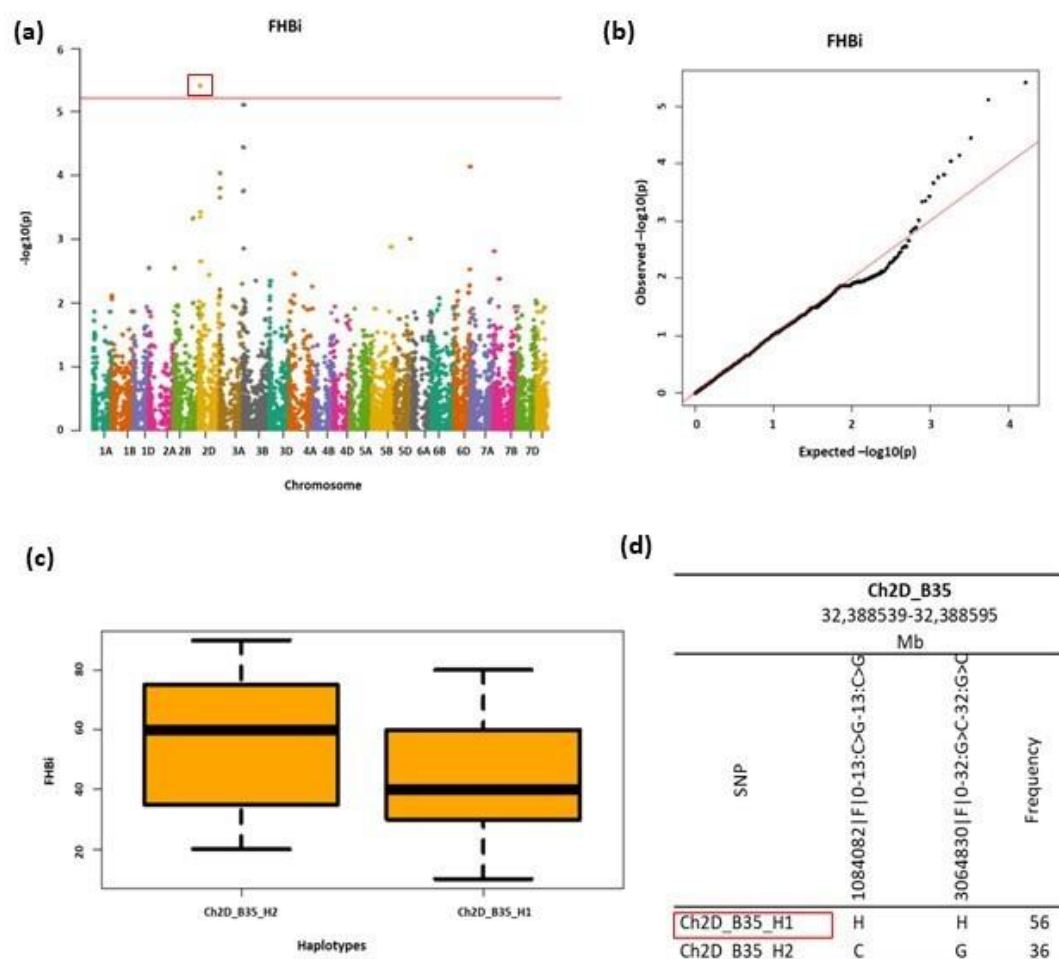 (a)
FHBi
6
5
4
3
2
1
0
-log10(p)
1A 1B 1D 2A 2B 2D 3A 3B 3D 4A 4B 4D 5A 5B 5D 6A 6B 6D 7A 7B 7D
Chromosome
(b)
FHBi
5
4
3
2
1
0
Observed –log10(p)
0 1 2 3 4
Expected –log10(p)
(c)
80
60
40
20
FHBi
Ch2D_B35_H2 Ch2D_B35_H1
Haplotypes
(d)
Ch2D_B35
32,388539-32,388595
Mb
SNP
1084082|F|0-13:C>G-13:C>G
3064830|F|0-32:G>C-32:G>C
Frequency
Ch2D_B35_H1 H H 56
Ch2D_B35_H2 C G 36